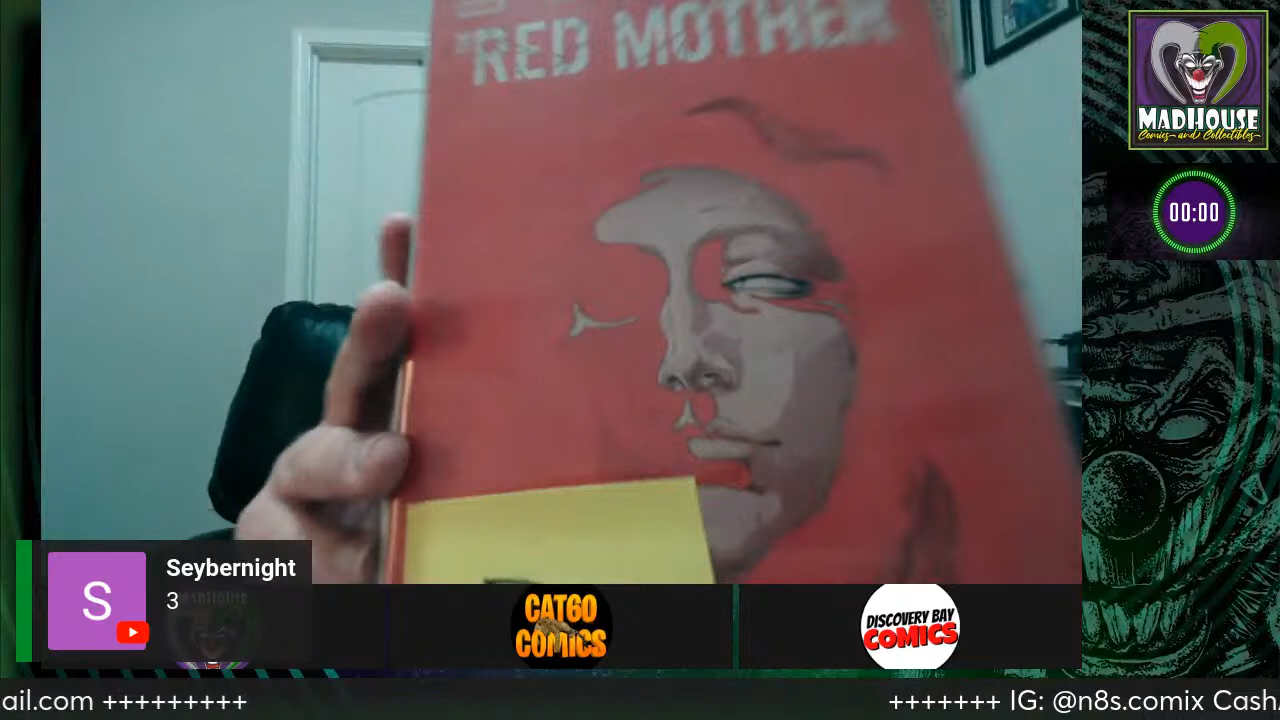 RED MOTHER
MADHOUSE
Comics and Collectibles
00:00
Seybernight
S
3
CAT60
COMICS
DISCOVERY BAY
COMICS
ail.com +++++++++
+++++++ IG: @n8s.comix Cash